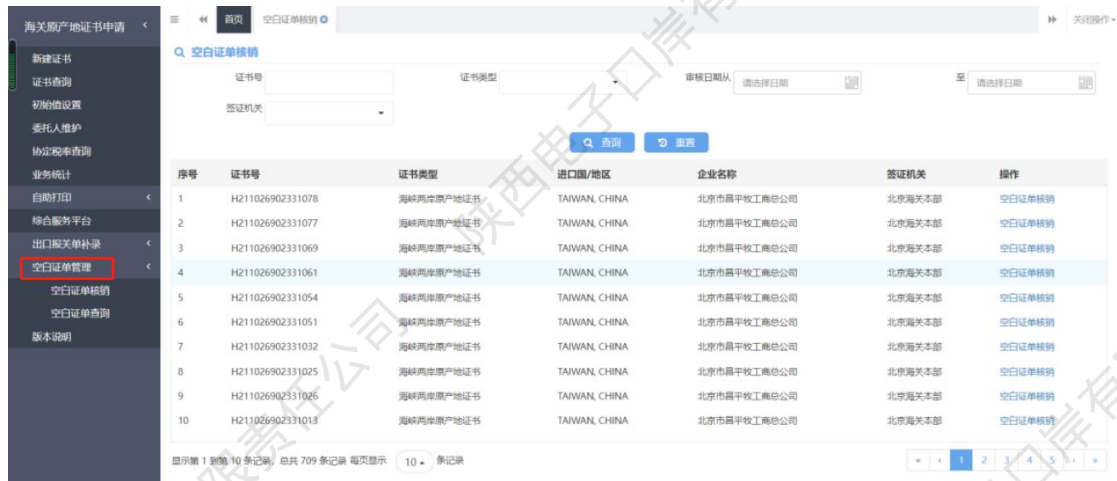 海关原产地证书申请
首页 空白证单核销 关闭操作
新建证书
证书查询
初始值设置
委托人维护
协定税率查询
业务统计
自助打印
综合服务平台
出口报关单补录
空白证单管理
空白证单核销
空白证单查询
版本说明
空白证单核销
证书号 证书类型 审核日期从 请选择日期 至 请选择日期
签证机关
查询 重置
序号 证书号 证书类型 进口国/地区 企业名称 签证机关 操作
1 H211026902331078 海峡两岸原产地证书 TAIWAN, CHINA 北京市昌平牧工商总公司 北京海关本部 空白证单核销
2 H211026902331077 海峡两岸原产地证书 TAIWAN, CHINA 北京市昌平牧工商总公司 北京海关本部 空白证单核销
3 H211026902331069 海峡两岸原产地证书 TAIWAN, CHINA 北京市昌平牧工商总公司 北京海关本部 空白证单核销
4 H211026902331061 海峡两岸原产地证书 TAIWAN, CHINA 北京市昌平牧工商总公司 北京海关本部 空白证单核销
5 H211026902331054 海峡两岸原产地证书 TAIWAN, CHINA 北京市昌平牧工商总公司 北京海关本部 空白证单核销
6 H211026902331051 海峡两岸原产地证书 TAIWAN, CHINA 北京市昌平牧工商总公司 北京海关本部 空白证单核销
7 H211026902331032 海峡两岸原产地证书 TAIWAN, CHINA 北京市昌平牧工商总公司 北京海关本部 空白证单核销
8 H211026902331025 海峡两岸原产地证书 TAIWAN, CHINA 北京市昌平牧工商总公司 北京海关本部 空白证单核销
9 H211026902331026 海峡两岸原产地证书 TAIWAN, CHINA 北京市昌平牧工商总公司 北京海关本部 空白证单核销
10 H211026902331013 海峡两岸原产地证书 TAIWAN, CHINA 北京市昌平牧工商总公司 北京海关本部 空白证单核销
显示第 1 到第 10 条记录，总共 709 条记录 每页显示 10 条记录
« ‹ 1 2 3 4 5 › »
陕西电子口岸有
限责任公司
口岸有限